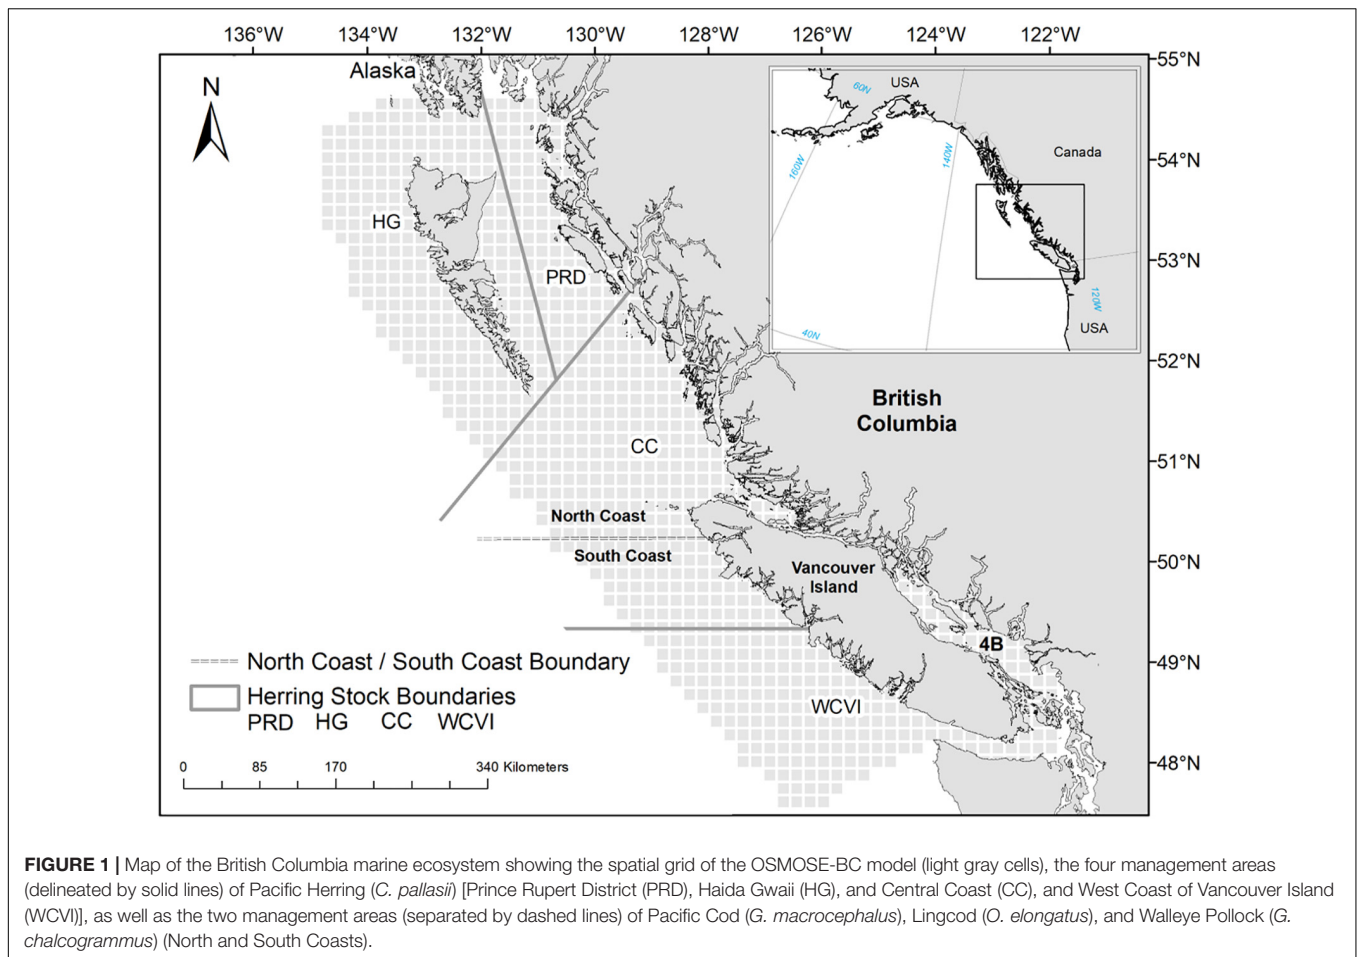 136°W 134°W 132°W 130°W 128°W 126°W 124°W 122°W
55°N
Alaska
N
USA
60N
Canada
160W
140W
54°N
HG
PRD
53°N
120W
USA
40N
52°N
British
Columbia
CC
51°N
North Coast
South Coast
50°N
Vancouver
Island
4B
49°N
North Coast / South Coast Boundary
Herring Stock Boundaries
PRD HG CC WCVI
WCVI
0 85 170 340 Kilometers
48°N
FIGURE 1 | Map of the British Columbia marine ecosystem showing the spatial grid of the OSMOSE-BC model (light gray cells), the four management areas
(delineated by solid lines) of Pacific Herring (C. pallasii) [Prince Rupert District (PRD), Haida Gwaii (HG), and Central Coast (CC), and West Coast of Vancouver Island
(WCVI)], as well as the two management areas (separated by dashed lines) of Pacific Cod (G. macrocephalus), Lingcod (O. elongatus), and Walleye Pollock (G.
chalcogrammus) (North and South Coasts).